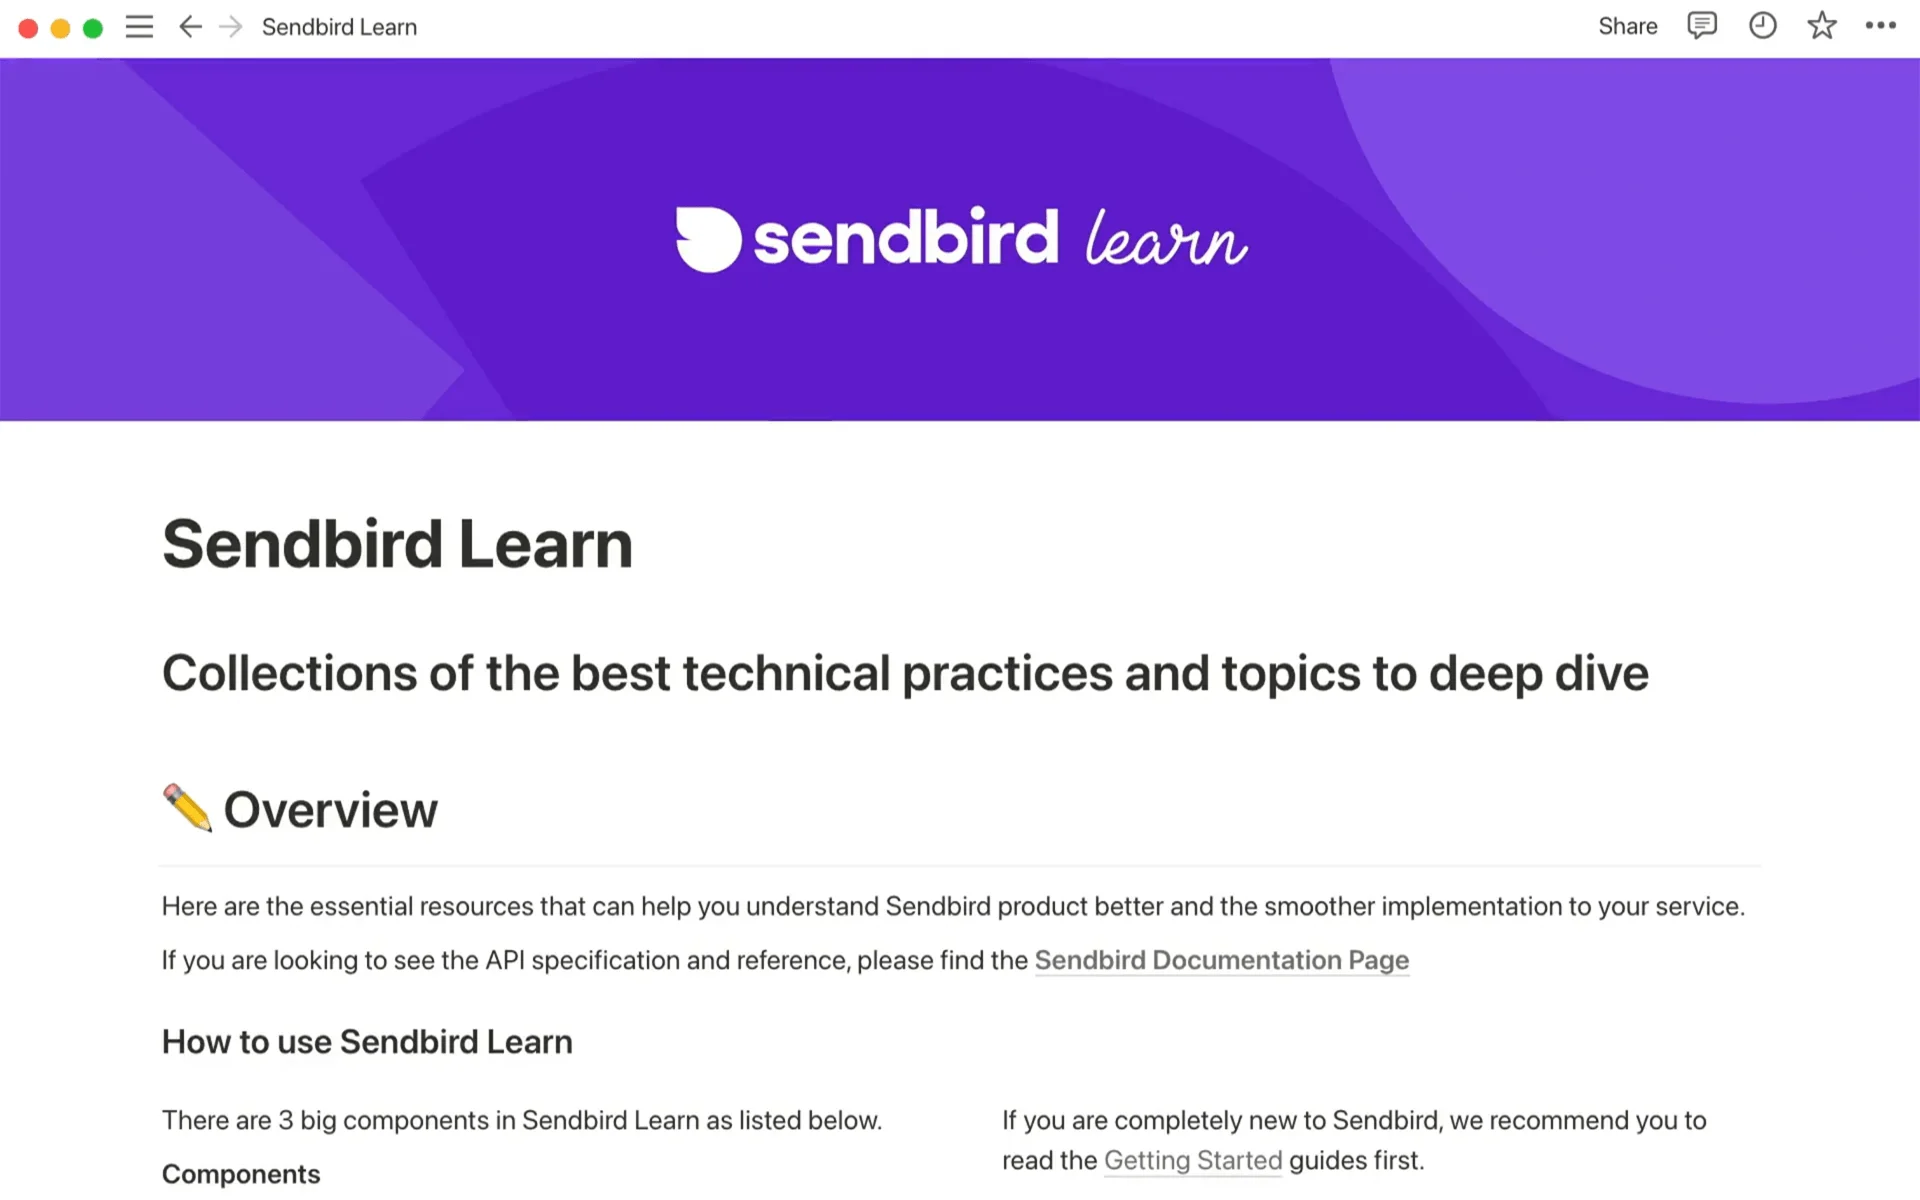 Sendbird Learn
Share
sendbird learn
Sendbird Learn
Collections of the best technical practices and topics to deep dive
✏️ Overview
Here are the essential resources that can help you understand Sendbird product better and the smoother implementation to your service.
If you are looking to see the API specification and reference, please find the Sendbird Documentation Page
How to use Sendbird Learn
There are 3 big components in Sendbird Learn as listed below.
Components
If you are completely new to Sendbird, we recommend you to
read the Getting Started guides first.